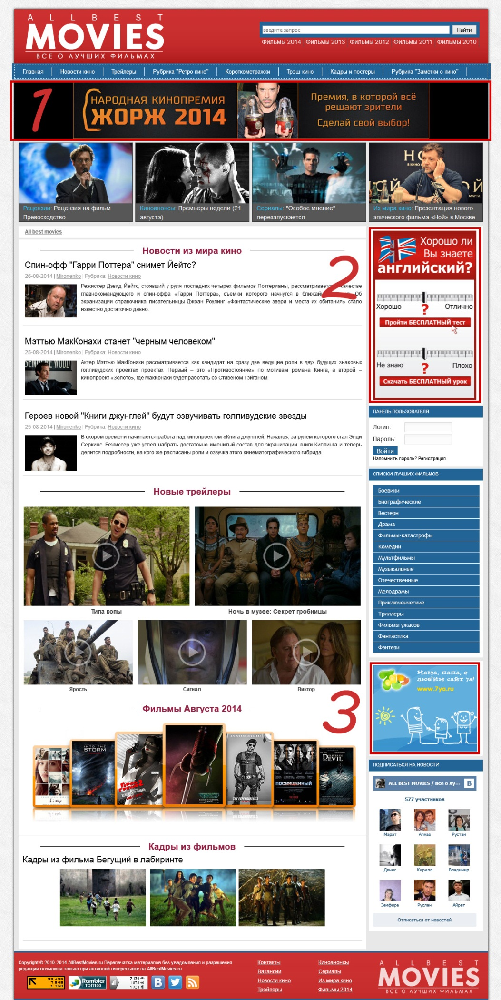 ALL BEST
MOVIES
ВСЕ О ЛУЧШИХ ФИЛЬМАХ
введите запрос
Найти
Фильмы 2014 Фильмы 2013 Фильмы 2012 Фильмы 2011 Фильмы 2010
Главная Новости кино Трейлеры Рубрика "Ретро кино" Короткометражки Трэш кино Кадры и постеры Рубрика "Заметки о кино"
1
НАРОДНАЯ КИНОПРЕМИЯ
ЖОРЖ 2014
Премия, в которой всё
решают зрители
Сделай свой выбор!
Рецензии: Рецензия на фильм
Превосходство
Киноанонсы: Премьеры недели (21
августа)
Сериалы: "Особое мнение"
перезапускается
Из мира кино: Презентация нового
эпического фильма «Ной» в Москве
All best movies
Новости из мира кино
2
Спин-офф "Гарри Поттера" снимет Йейтс?
26-08-2014 | Mironenko | Рубрика: Новости кино
Режиссер Дэвид Йейтс, стоявший у руля последних четырех фильмов Поттерианы, рассматривается качестве
главнокомандующего и спин-оффа «Гарри Поттера», съемки которого начнутся в Об
экранизации справочника писательницы Джоан Роулинг «Фантастические звери и места их обитания» стало
известно достаточно давно.
Мэттью МакКонахи станет "черным человеком"
25-08-2014 | Mironenko | Рубрика: Новости кино
Актер Мэттью МакКонахи рассматривается как кандидат на сразу две ведущие роли в двух будущих знаковых
голливудских проектах проектах. Первый – это «Противостояние» по мотивам романа Кинга, а второй –
кинопроект «Золото», где МакКонахи будет работать со Стивеном Гэйганом.
Героев новой "Книги джунглей" будут озвучивать голливудские звезды
25-08-2014 | Mironenko | Рубрика: Новости кино
В скором времени начинается работа над кинопроектом «Книга джунглей: Начало», за рулем которого стал Энди
Серкинс. Режиссер уже успел набрать достаточно именитый состав для экранизации книги Киплинга и теперь
делится подробности, на кого же расписаны роли и озвучка этого кинематографического гибрида.
Новые трейлеры
Типа копы
Ночь в музее: Секрет гробницы
Ярость
Сигнал
Виктор
Фильмы Августа 2014
3
INTO THE
STORM
THE EXPENDABLES 3
ПОСВЯЩЕННЫЙ
DELIVER US
EVIL
Кадры из фильмов
Кадры из фильма Бегущий в лабиринте
Хорошо ли
Вы знаете
английский?
Хорошо ? Отлично
Пройти БЕСПЛАТНЫЙ тест
Не знаю ? Плохо
Скачать БЕСПЛАТНЫЙ урок
ПАНЕЛЬ ПОЛЬЗОВАТЕЛЯ
Логин:
Пароль:
Войти
Напомнить пароль? Регистрация
СПИСКИ ЛУЧШИХ ФИЛЬМОВ
Боевики
Биографические
Вестерн
Драма
Фильмы-катастрофы
Комедии
Мультфильмы
Музыкальные
Отечественные
Мелодрамы
Приключенческие
Триллеры
Фильмы ужасов
Фантастика
Фэнтези
Мама, папа, я
любим сайт 7я!
www.7ya.ru
ПОДПИСАТЬСЯ НА НОВОСТИ
ALL BEST MOVIES / все о лу... В
577 участников
Марат Алмаз Рустам
Денис Кирилл Владимир
Земфира Руслан Айрат
Отписаться от новостей
Copyright © 2010-2014 AllBestMovies.ru.Перепечатка материалов без уведомления и разрешения
редакции возможна только при активной гиперссылке на AllBestMovies.ru
39 436
7 348
1 768
Rambler
ТОП100
7 139
1 878
1 731
В
Контакты
Вакансии
Новости кино
Трейлеры
Киноанонсы
Сериалы
Из мира кино
Фильмы 2014
ALL BEST
MOVIES
ВСЕ О ЛУЧШИХ ФИЛЬМАХ